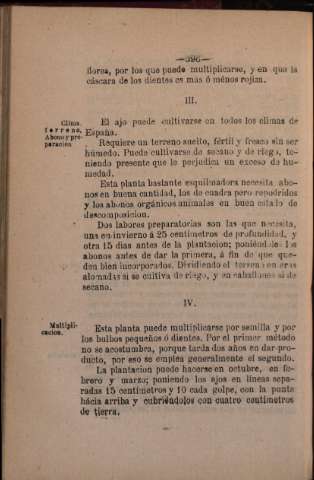 —396—
flores, por los que puede multiplicarse, y en que la
cáscara de los dientes es mas ó ménos rojiza.
III.
Clima,
terreno,
Abono y pre-
paracion
El ajo puede cultivarse en todos los climas de
España.
Requiere un terreno suelto, fértil y fresco sin ser
húmedo. Puede cultivarse de secano y de riego, te-
niendo presente que le perjudica un exceso de hu-
medad.
Esta planta bastante esquilmadora necesita abo-
nos en buena cantidad, los de cuadra pero repodridos
y los abonos orgánicos animales en buen estado de
descomposicion.
Dos labores preparatorias son las que necesita,
una en invierno á 25 centímetros de profundidad, y
otra 15 dias antes de la plantacion; poniéndole los
abonos antes de dar la primera, á fin de que que-
den bien incorporados. Dividiendo el terreno en eras
alomadas si se cultiva de riego, y en caballones si de
secano.
IV.
Multipli-
cacion.
Esta planta puede multiplicarse por semilla y por
los bulbos pequeños ó dientes. Por el primer método
no se acostumbra, porque tarda dos años en dar pro-
ducto, por eso se emplea generalmente el segundo.
La plantacion puede hacerse en octubre, en fe-
brero y marzo; poniendo los ajos en líneas sepa-
radas 15 centímetros y 10 cada golpe, con la punta
hácia arriba y cubriéndolos con cuatro centímetros
de tierra.